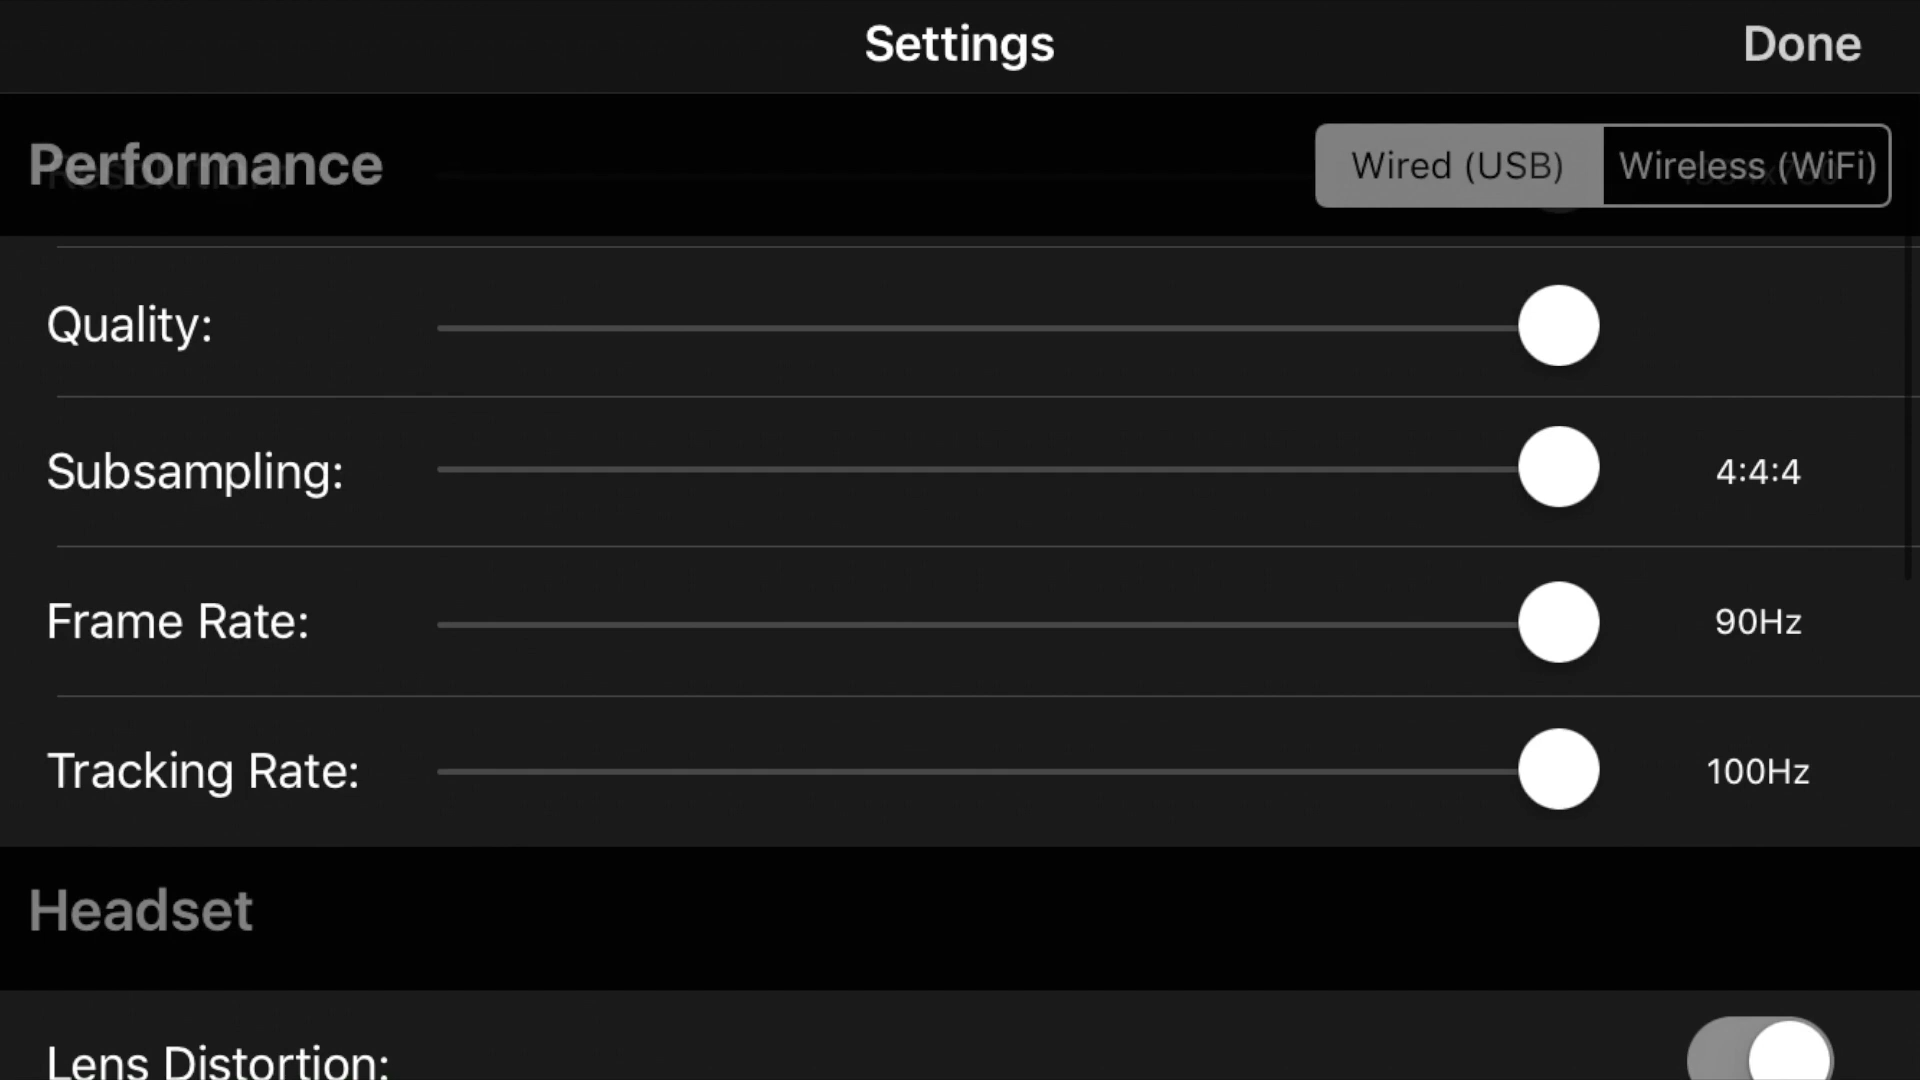 Settings
Done
Performance
Wired (USB)
Wireless (WiFi)
Quality:
Subsampling:
4:4:4
Frame Rate:
90Hz
Tracking Rate:
100Hz
Headset
Lens Distortion: